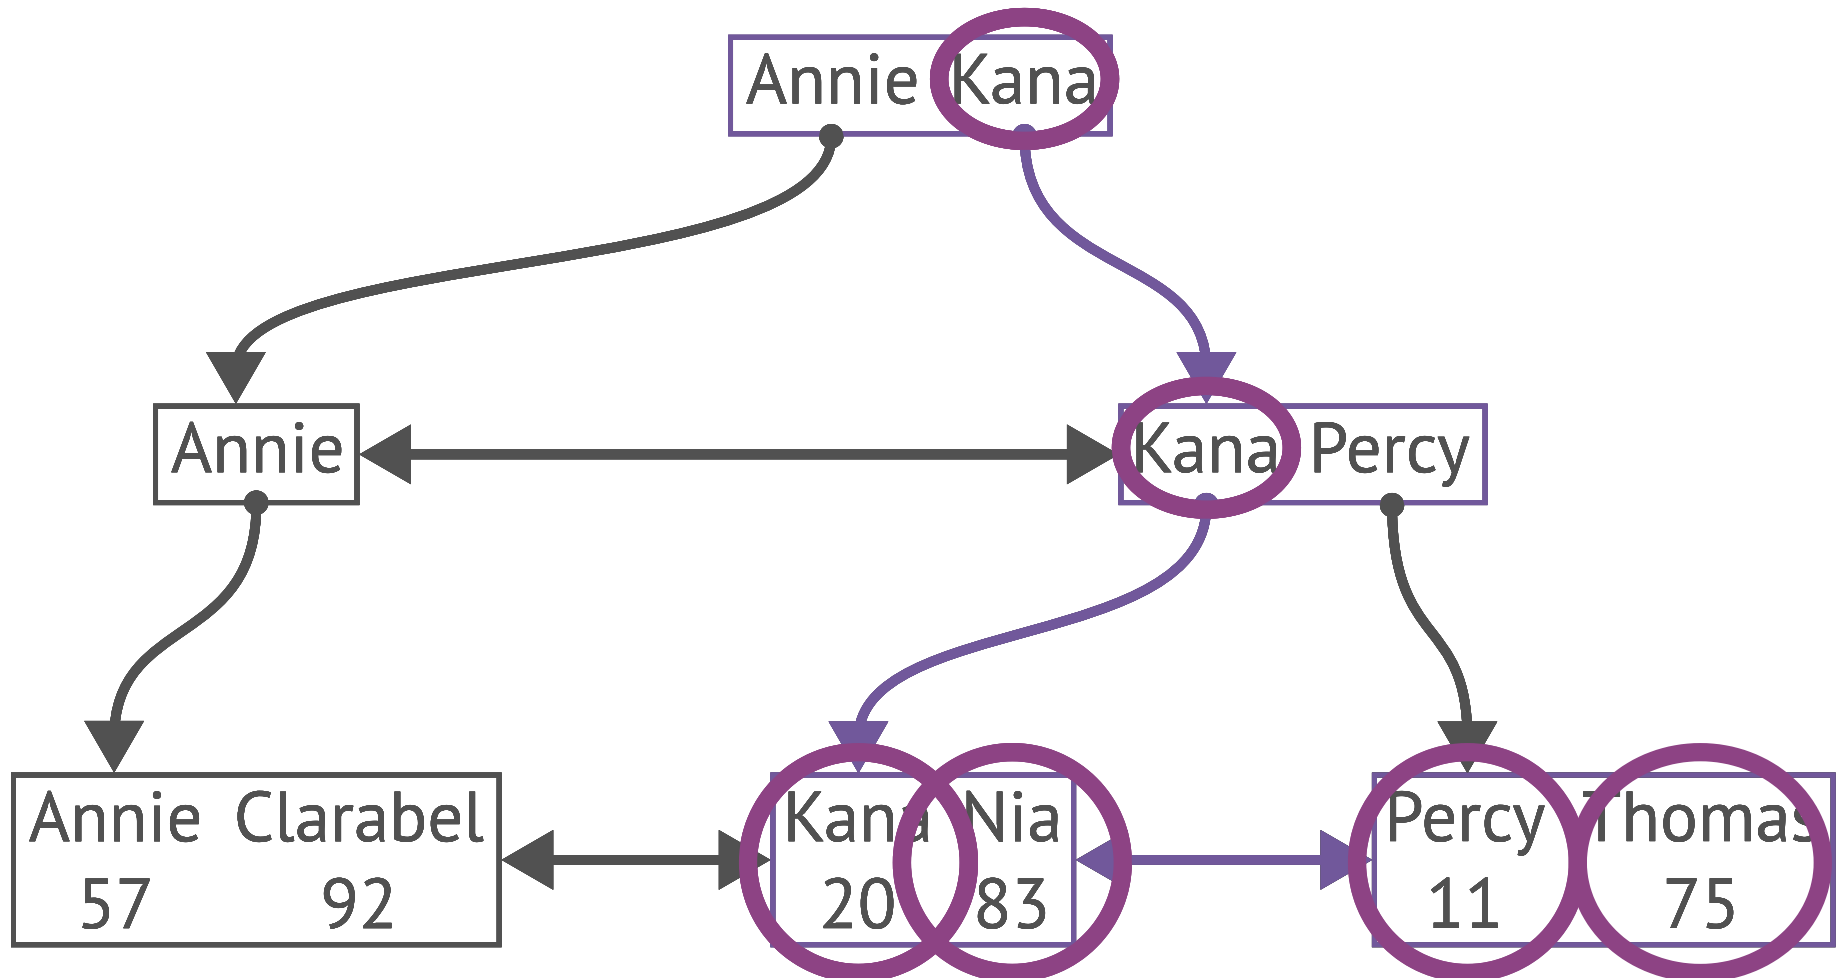 Annie Kana
Annie Kana Percy
Annie Clarabel Kana Nia Percy Thomas
57 92 20 83 11 75